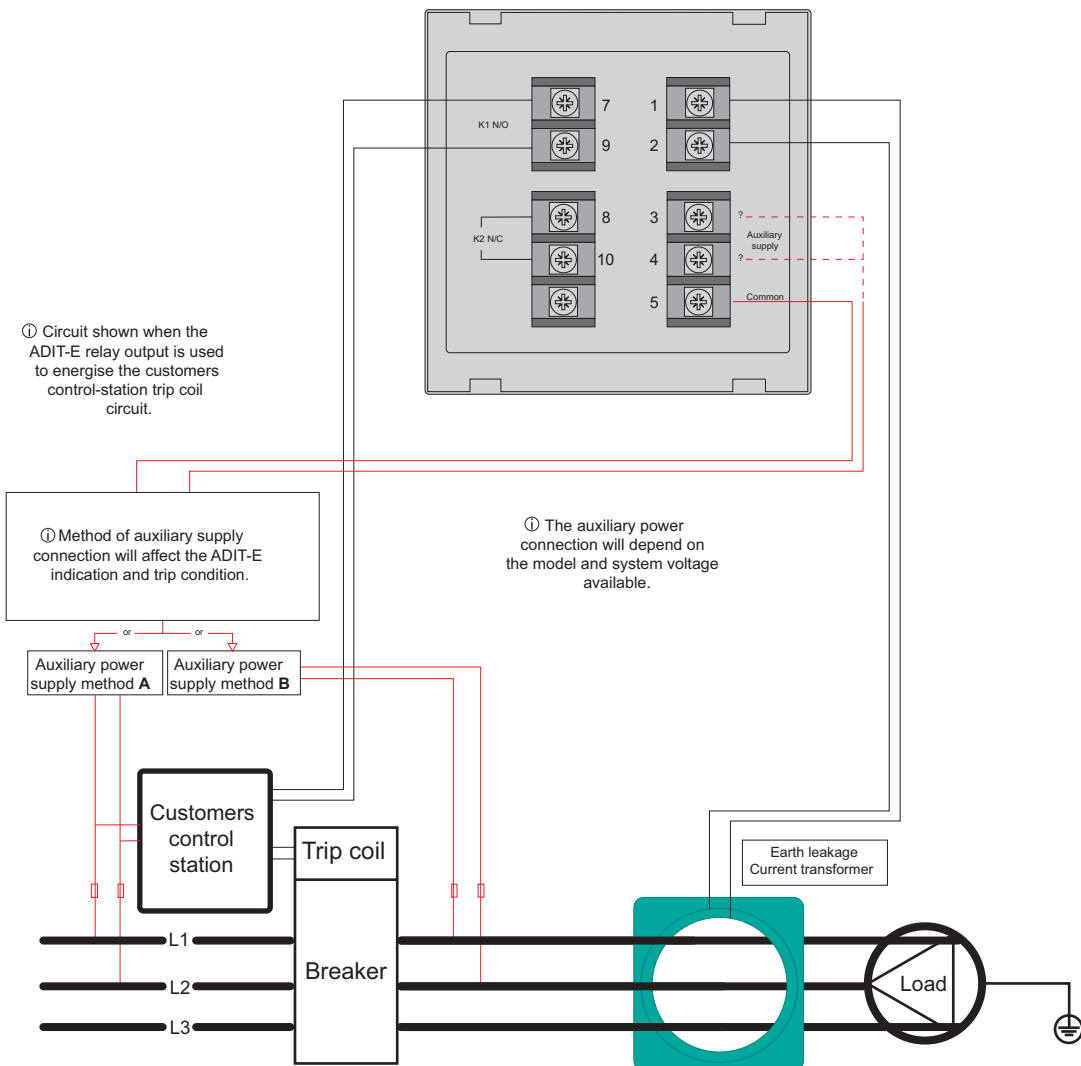 7
1
K1 N/O
9
2
8
3
?
Auxiliary
supply
K2 N/C
10
4
?
5
Common
ⓘ Circuit shown when the
ADIT-E relay output is used
to energise the customers
control-station trip coil
circuit.
ⓘ Method of auxiliary supply
connection will affect the ADIT-E
indication and trip condition.
ⓘ The auxiliary power
connection will depend on
the model and system voltage
available.
or
or
Auxiliary power
supply method A
Auxiliary power
supply method B
Customers
control
station
Trip coil
Earth leakage
Current transformer
Breaker
L1
L2
L3
Load